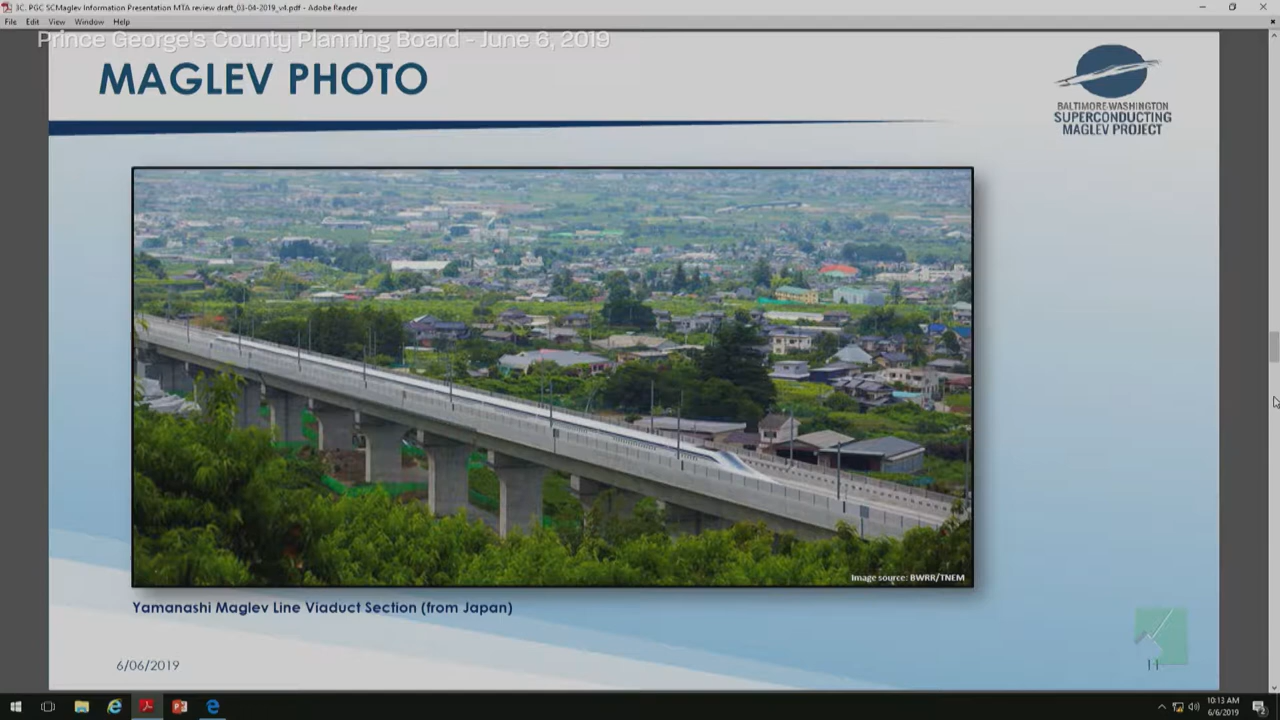 3C. PGC SCMaglev Information Presentation MTA review draft_03-04-2019_v4.pdf - Adobe Reader
File Edit View Window Help
Prince George's County Planning Board - June 6, 2019
MAGLEV PHOTO
BALTIMORE-WASHINGTON
SUPERCONDUCTING
MAGLEV PROJECT
Image source: BWRR/TNEM
Yamanashi Maglev Line Viaduct Section (from Japan)
6/06/2019
11
10:13 AM
6/6/2019
2